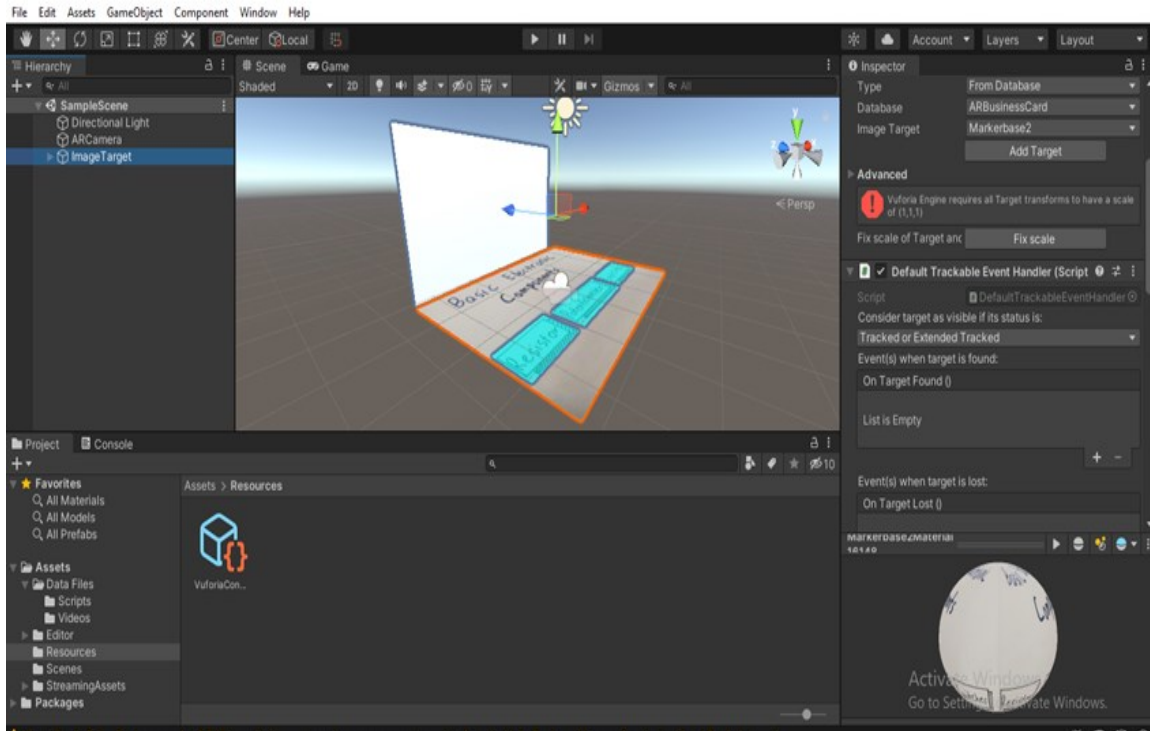 File Edit Assets GameObject Component Window Help
Center Local Account Layers Layout
Hierarchy
All
SampleScene
Directional Light
ARCamera
ImageTarget
Scene Game
Shaded 2D 0 Gizmos All
y
Persp
Basic Electronic
Components
Resistor
Inspector
Type From Database
Database ARBusinessCard
Image Target Markerbase2
Add Target
Advanced
Vuforia Engine requires all Target transforms to have a scale
of (1,1,1)
Fix scale of Target and Fix scale
Default Trackable Event Handler (Script
Script DefaultTrackableEventHandler
Consider target as visible if its status is:
Tracked or Extended Tracked
Event(s) when target is found:
On Target Found ()
List is Empty
+ -
Event(s) when target is lost:
On Target Lost ()
Markerbase2Material
16148
Project Console
10
Favorites
All Materials
All Models
All Prefabs
Assets
Data Files
Scripts
Videos
Editor
Resources
Scenes
StreamingAssets
Packages
Assets > Resources
VuforiaCon...
Activate Windows
Go to Settings to activate Windows.